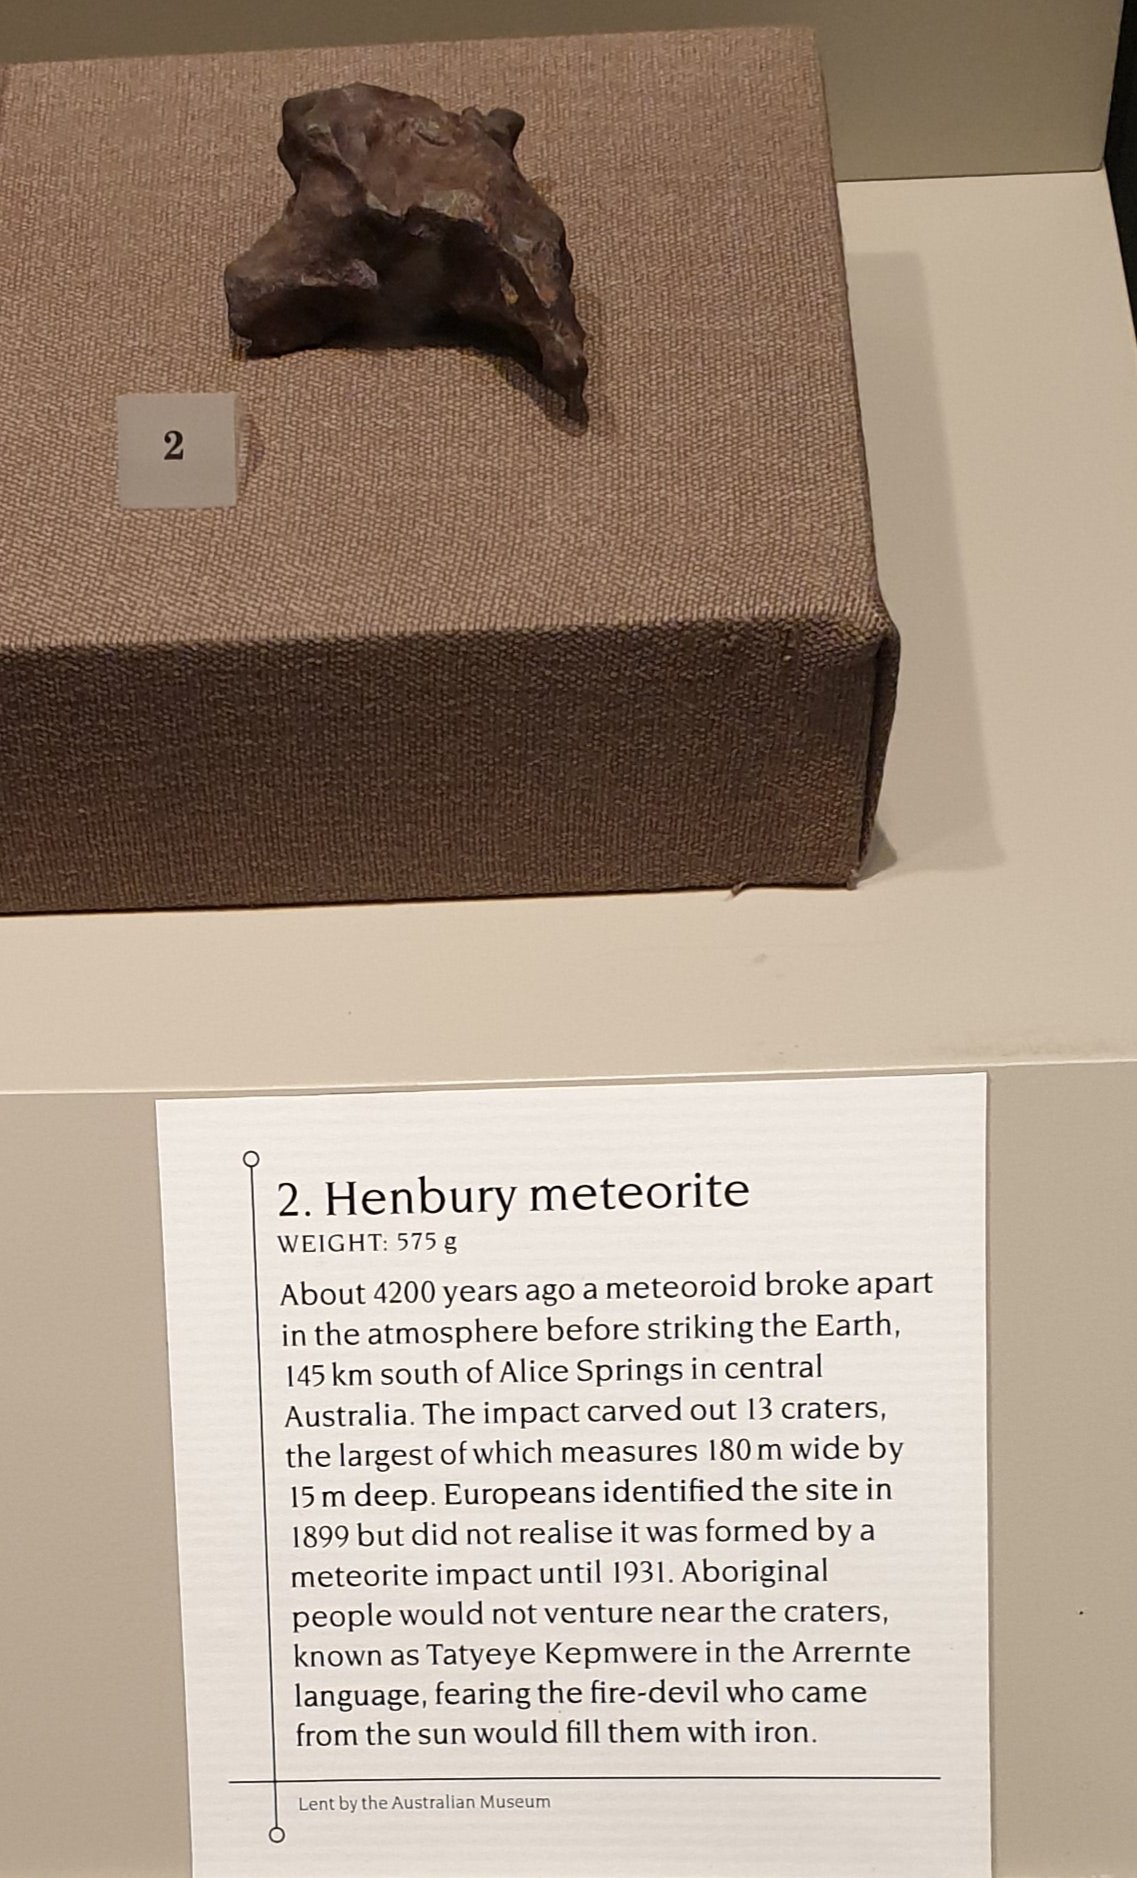 2
2. Henbury meteorite
WEIGHT: 575 g
About 4200 years ago a meteoroid broke apart
in the atmosphere before striking the Earth,
145 km south of Alice Springs in central
Australia. The impact carved out 13 craters,
the largest of which measures 180 m wide by
15 m deep. Europeans identified the site in
1899 but did not realise it was formed by a
meteorite impact until 1931. Aboriginal
people would not venture near the craters,
known as Tatyeye Kepmwere in the Arrernte
language, fearing the fire-devil who came
from the sun would fill them with iron.
Lent by the Australian Museum